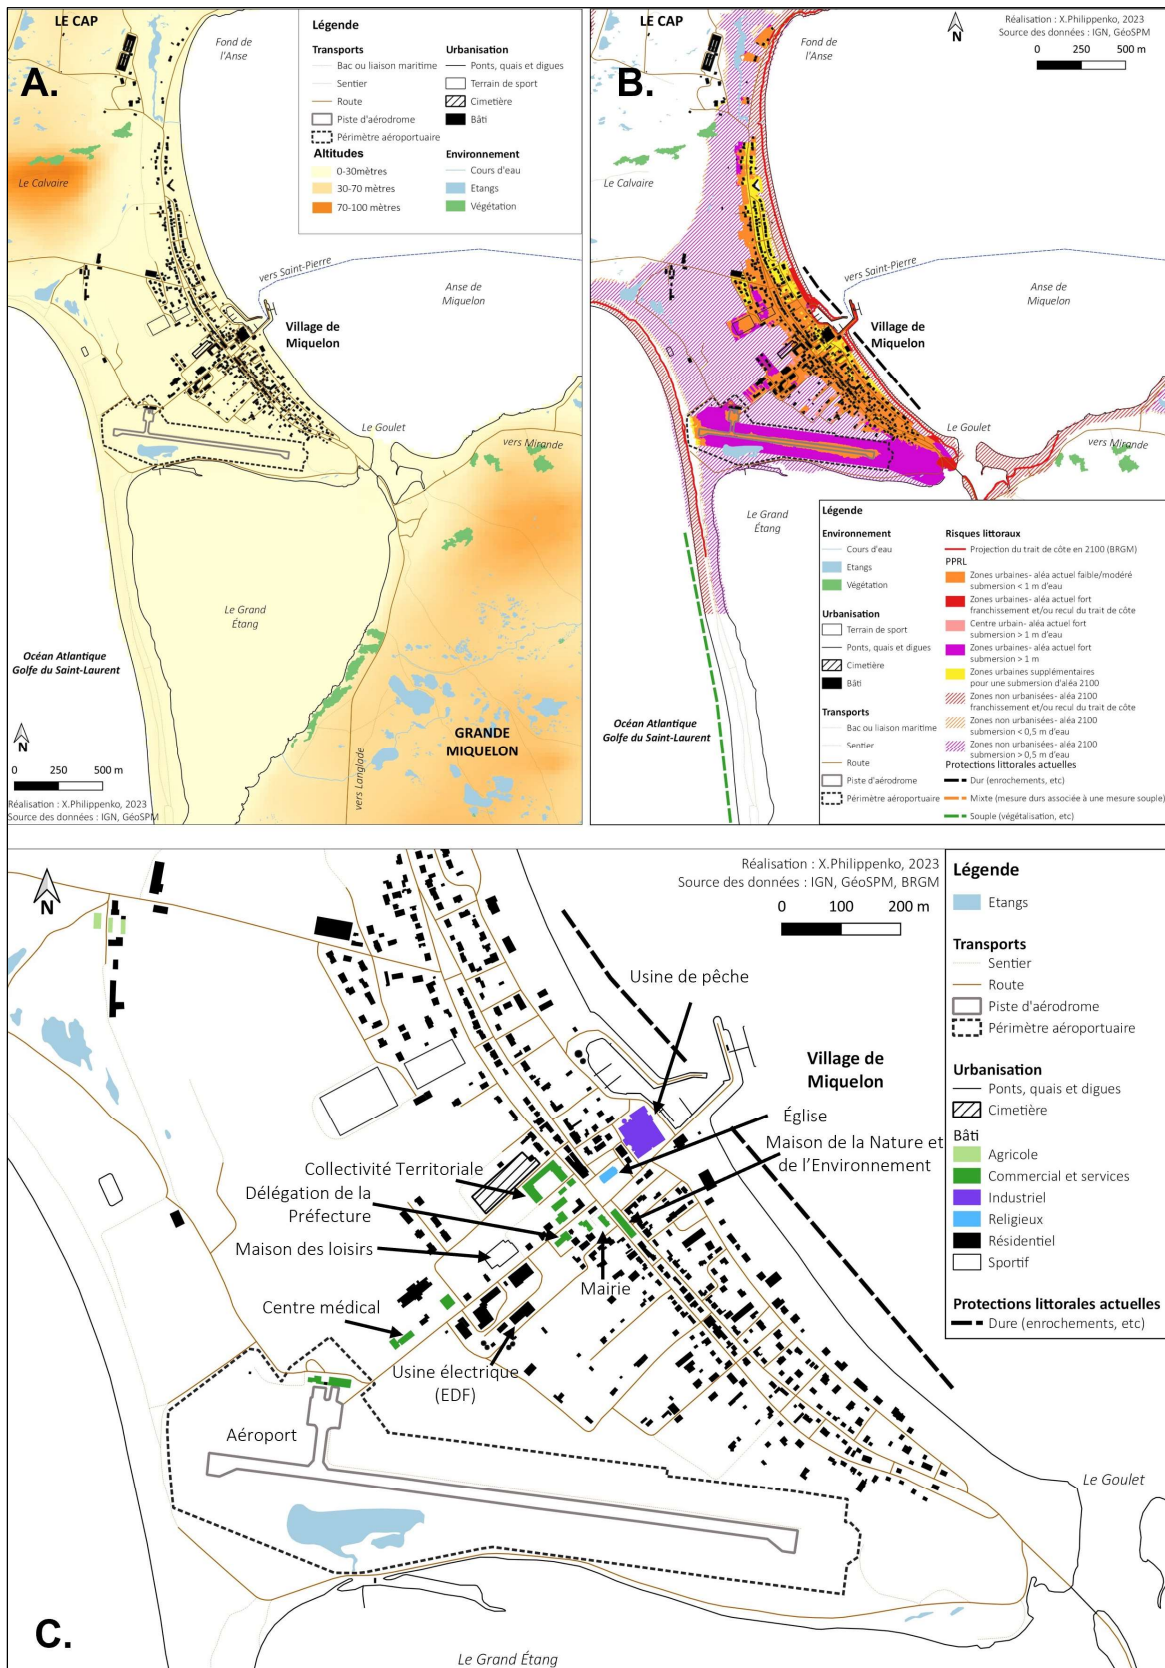 A.
LE CAP
Fond de
l'Anse
Le Calvaire
vers Saint-Pierre
Anse de
Miquelon
Village de
Miquelon
Le Goulet
vers Mirande
Le Grand
Étang
Océan Atlantique
Golfe du Saint-Laurent
GRANDE
MIQUELON
vers Langlade
N
0 250 500 m
Réalisation : X.Philippenko, 2023
Source des données : IGN, GéoSPM
Légende
Transports
Bac ou liaison maritime
Sentier
Route
Piste d'aérodrome
Périmètre aéroportuaire
Altitudes
0-30mètres
30-70 mètres
70-100 mètres
Urbanisation
Ponts, quais et digues
Terrain de sport
Cimetière
Bâti
Environnement
Cours d'eau
Etangs
Végétation
B.
LE CAP
Fond de
l'Anse
N
Réalisation : X.Philippenko, 2023
Source des données : IGN, GéoSPM
0 250 500 m
Le Calvaire
vers Saint-Pierre
Anse de
Miquelon
Village de
Miquelon
Le Goulet
vers Mirande
Le Grand
Étang
Océan Atlantique
Golfe du Saint-Laurent
Légende
Environnement
Cours d'eau
Etangs
Végétation
Urbanisation
Terrain de sport
Ponts, quais et digues
Cimetière
Bâti
Transports
Bac ou liaison maritime
Sentier
Route
Piste d'aérodrome
Périmètre aéroportuaire
Risques littoraux
Projection du trait de côte en 2100 (BRGM)
PPRL
Zones urbaines- aléa actuel faible/modéré
submersion < 1 m d'eau
Zones urbaines- aléa actuel fort
franchissement et/ou recul du trait de côte
Centre urbain- aléa actuel fort
submersion > 1 m d'eau
Zones urbaines- aléa actuel fort
submersion > 1 m
Zones urbaines supplémentaires
pour une submersion d'aléa 2100
Zones non urbanisées- aléa 2100
franchissement et/ou recul du trait de côte
Zones non urbanisées- aléa 2100
submersion < 0,5 m d'eau
Zones non urbanisées- aléa 2100
submersion > 0,5 m d'eau
Protections littorales actuelles
Dur (enrochements, etc)
Mixte (mesure durs associée à une mesure souple)
Souple (végétalisation, etc)
C.
N
Réalisation : X.Philippenko, 2023
Source des données : IGN, GéoSPM, BRGM
0 100 200 m
Usine de pêche
Village de
Miquelon
Église
Maison de la Nature et
de l'Environnement
Collectivité Territoriale
Délégation de la
Préfecture
Maison des loisirs
Mairie
Centre médical
Usine électrique
(EDF)
Aéroport
Le Goulet
Le Grand Étang
Légende
Etangs
Transports
Sentier
Route
Piste d'aérodrome
Périmètre aéroportuaire
Urbanisation
Ponts, quais et digues
Cimetière
Bâti
Agricole
Commercial et services
Industriel
Religieux
Résidentiel
Sportif
Protections littorales actuelles
Dure (enrochements, etc)